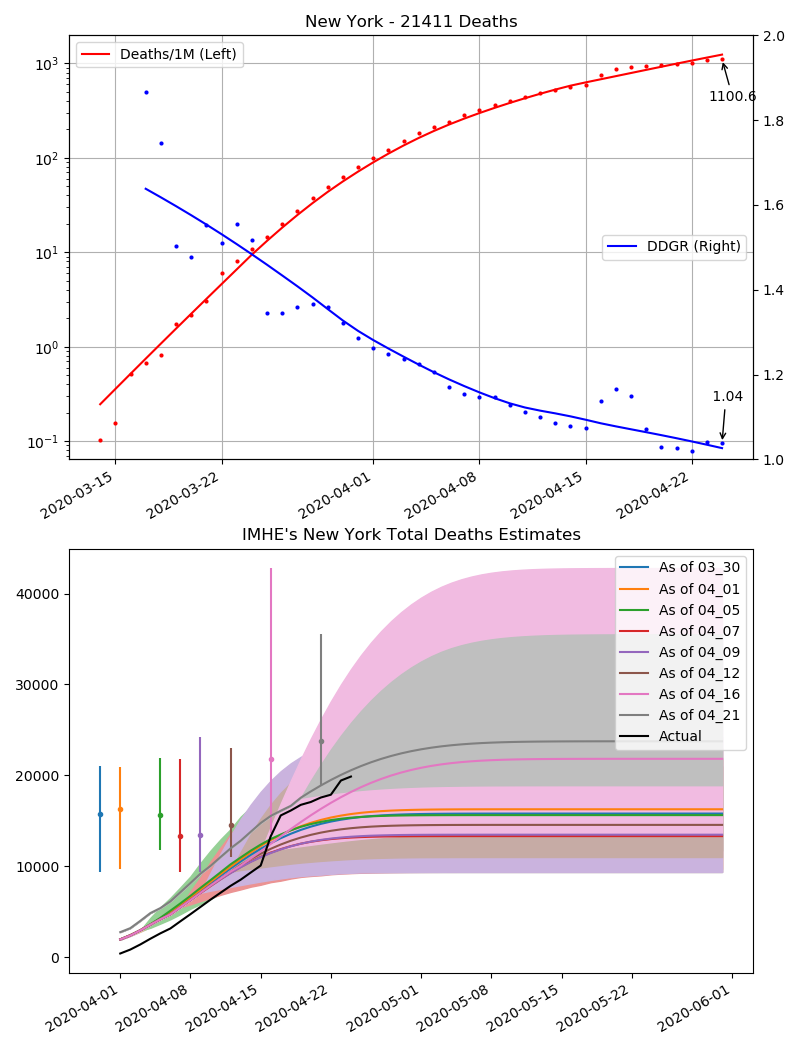 New York - 21411 Deaths
Deaths/1M (Left)
DDGR (Right)
1100.6
1.04
10³
10²
10¹
10⁰
10⁻¹
2.0
1.8
1.6
1.4
1.2
1.0
2020-03-15
2020-03-22
2020-04-01
2020-04-08
2020-04-15
2020-04-22
IMHE's New York Total Deaths Estimates
As of 03_30
As of 04_01
As of 04_05
As of 04_07
As of 04_09
As of 04_12
As of 04_16
As of 04_21
Actual
40000
30000
20000
10000
0
2020-04-01
2020-04-08
2020-04-15
2020-04-22
2020-05-01
2020-05-08
2020-05-15
2020-05-22
2020-06-01